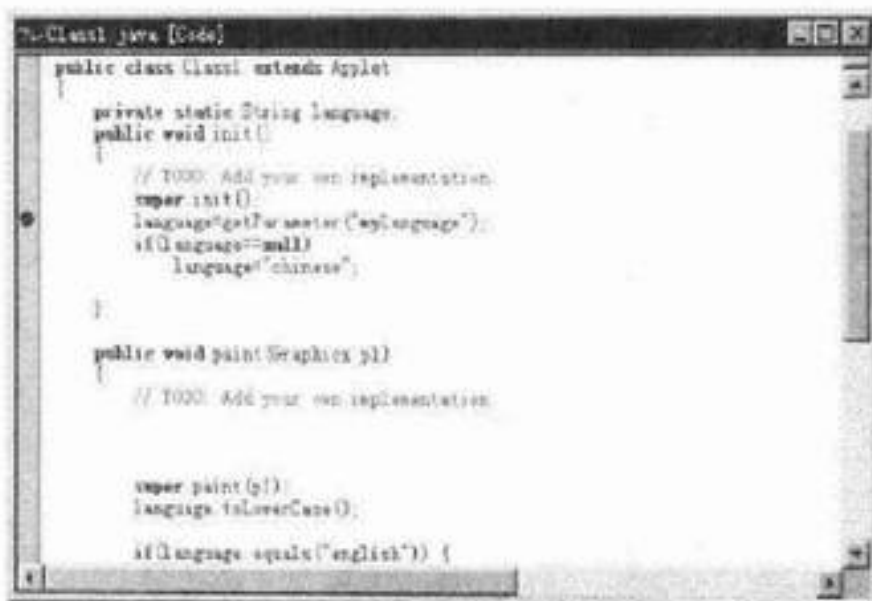 Class1.java [Code]
public class Class1 extends Applet
{
private static String language;
public void init()
{
// TODO: Add your own implementation.
super.init();
language=getParameter("mylanguage");
if(language==null)
language="chinese";
}
public void paint(Graphics p1)
{
// TODO: Add your own implementation.
super.paint(p1);
language.toLowerCase();
if(language.equals("english")) {